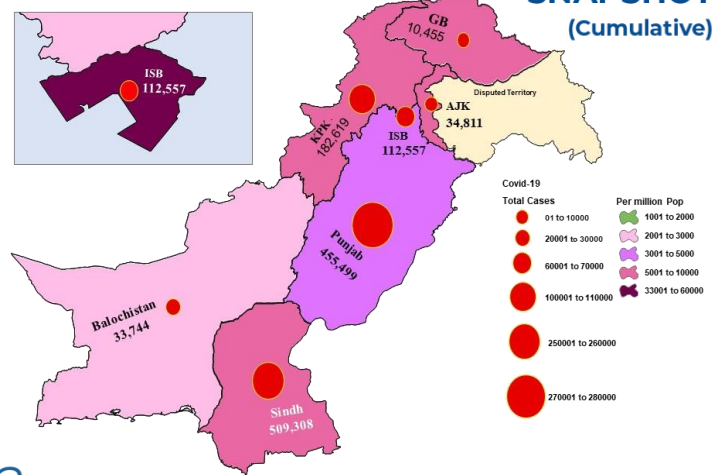 SNAPSHOT
(Cumulative)
ISB
112,557
GB
10,455
Disputed Territory
AJK
34,811
KPK
182,619
ISB
112,557
Punjab
455,499
Balochistan
33,744
Sindh
509,308
Covid-19
Total Cases
01 to 10000
20001 to 30000
60001 to 70000
100001 to 110000
250001 to 260000
270001 to 280000
Per million Pop
1001 to 2000
2001 to 3000
3001 to 5000
5001 to 10000
33001 to 60000